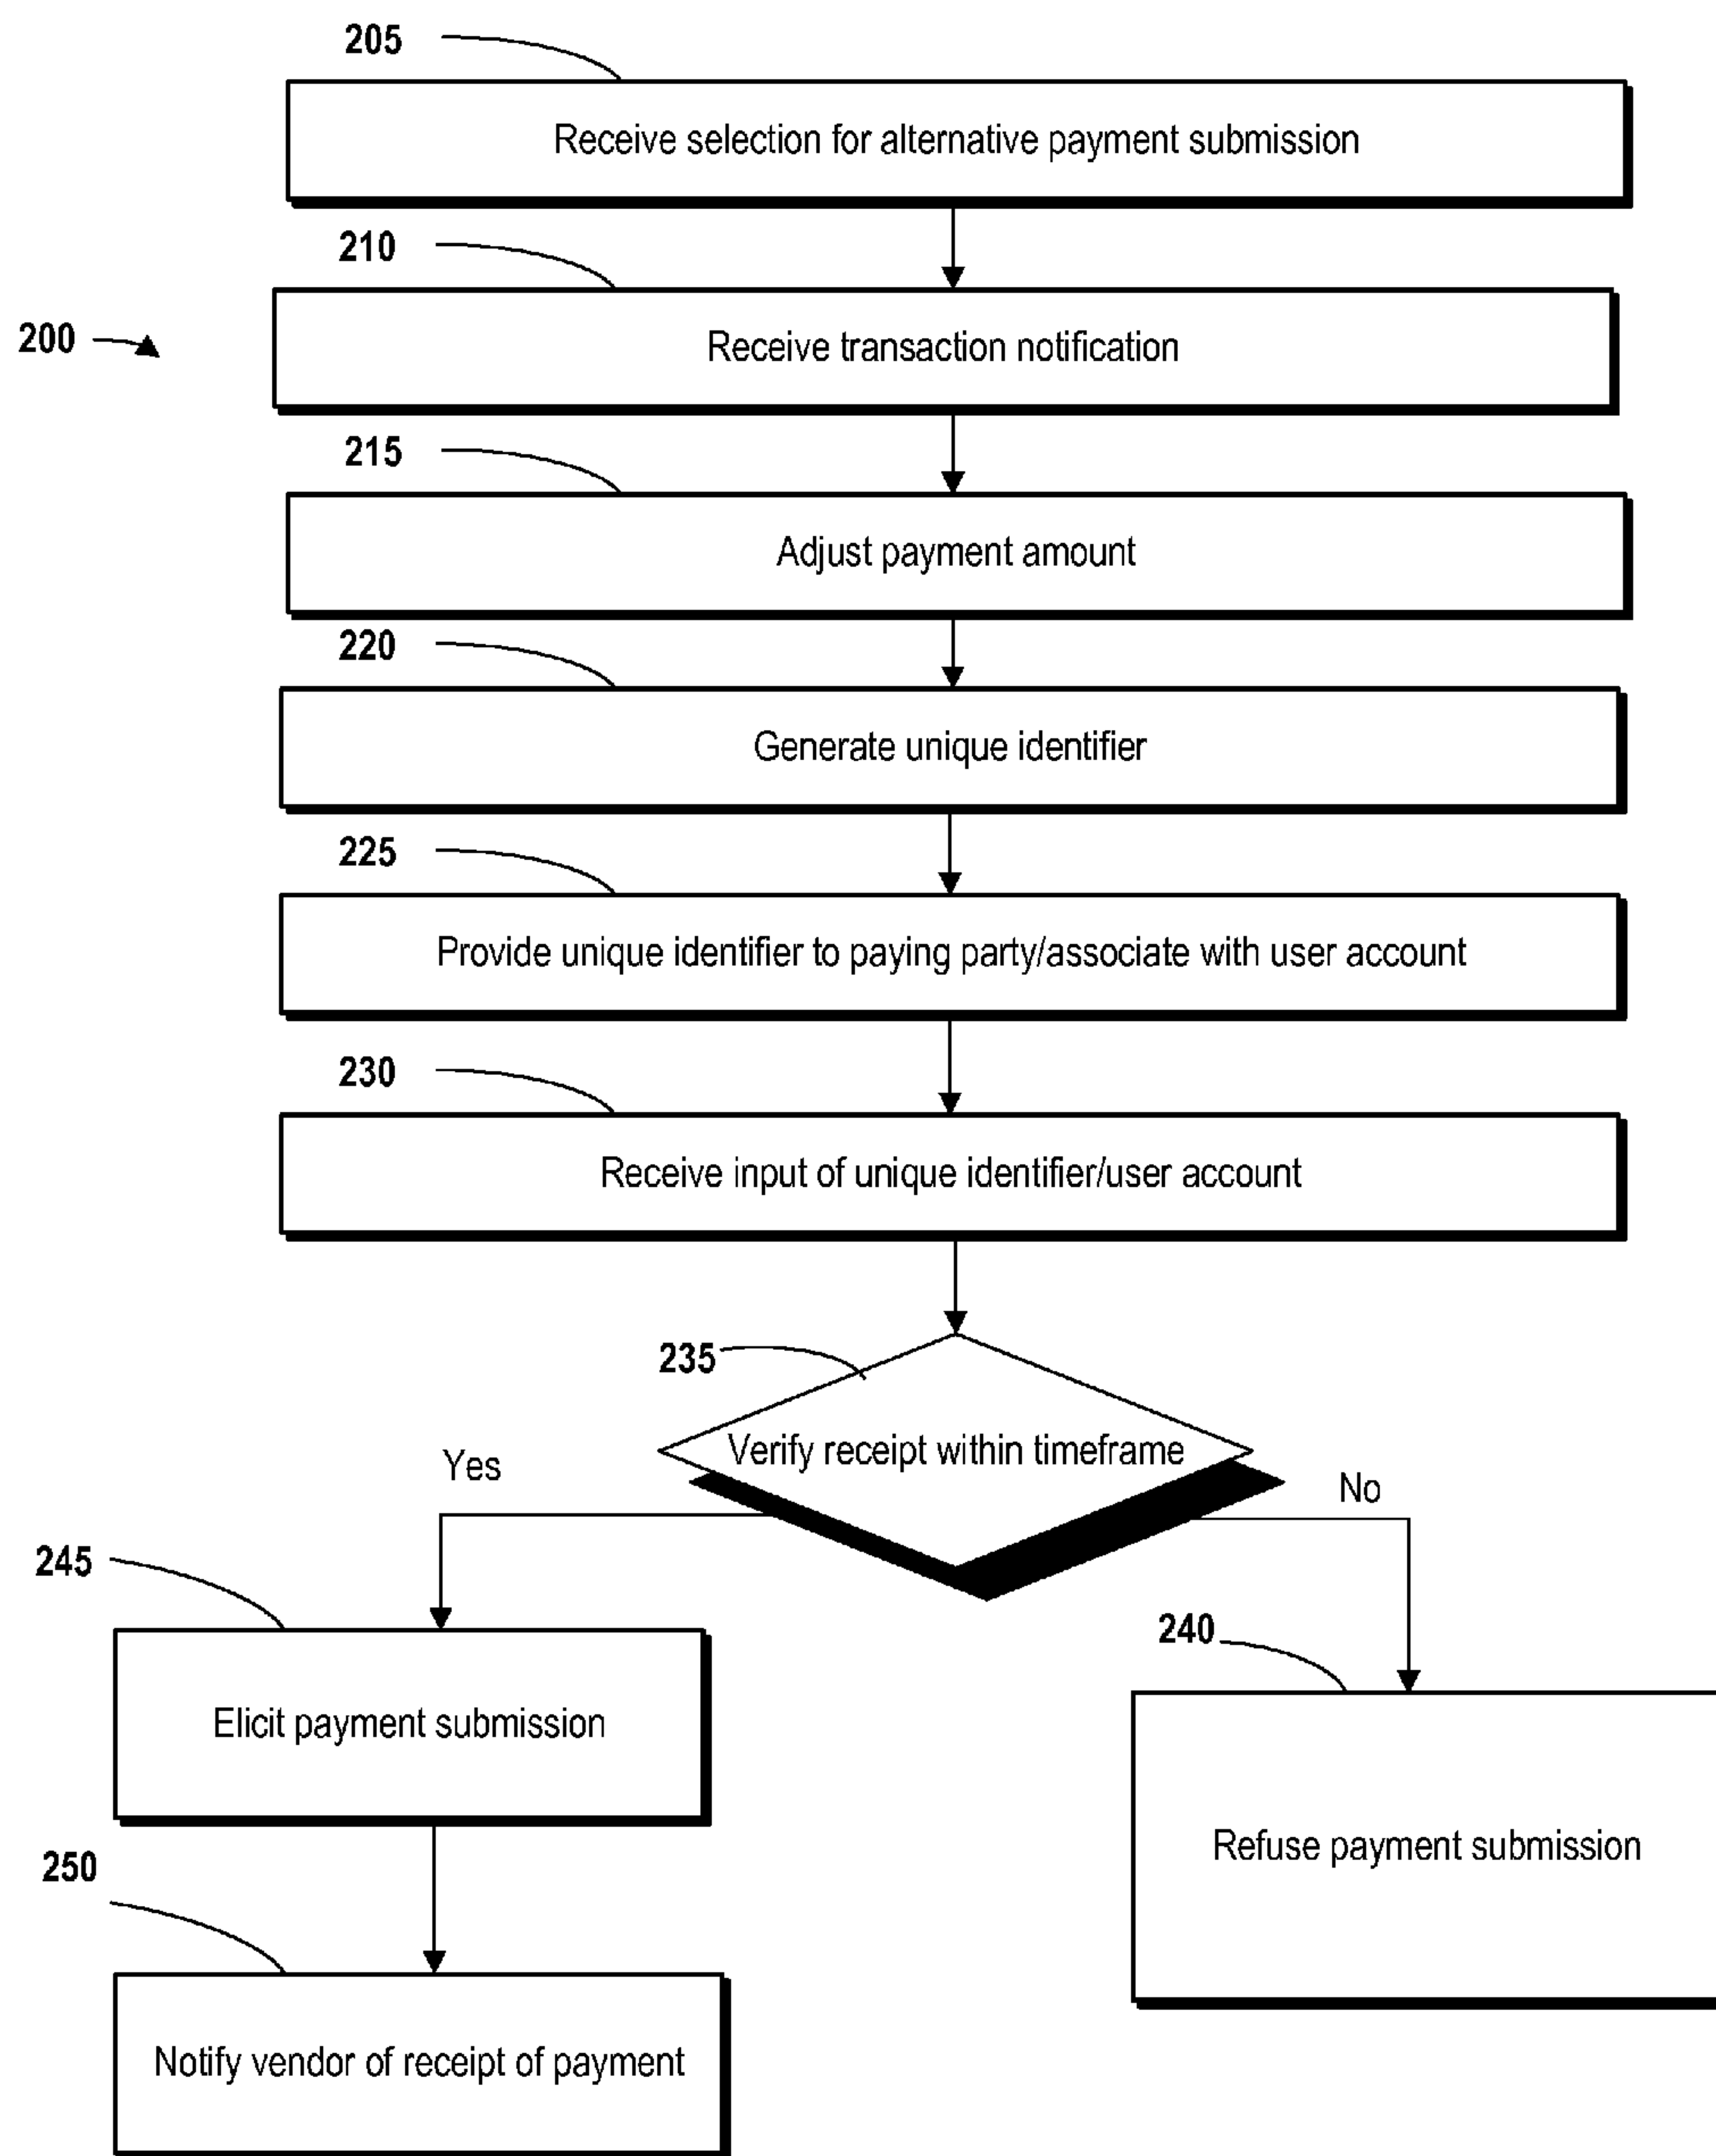 205
Receive selection for alternative payment submission
210
200
Receive transaction notification
215
Adjust payment amount
220
Generate unique identifier
225
Provide unique identifier to paying party/associate with user account
230
Receive input of unique identifier/user account
235
Verify receipt within timeframe
Yes
No
245
240
Elicit payment submission
Refuse payment submission
250
Notify vendor of receipt of payment